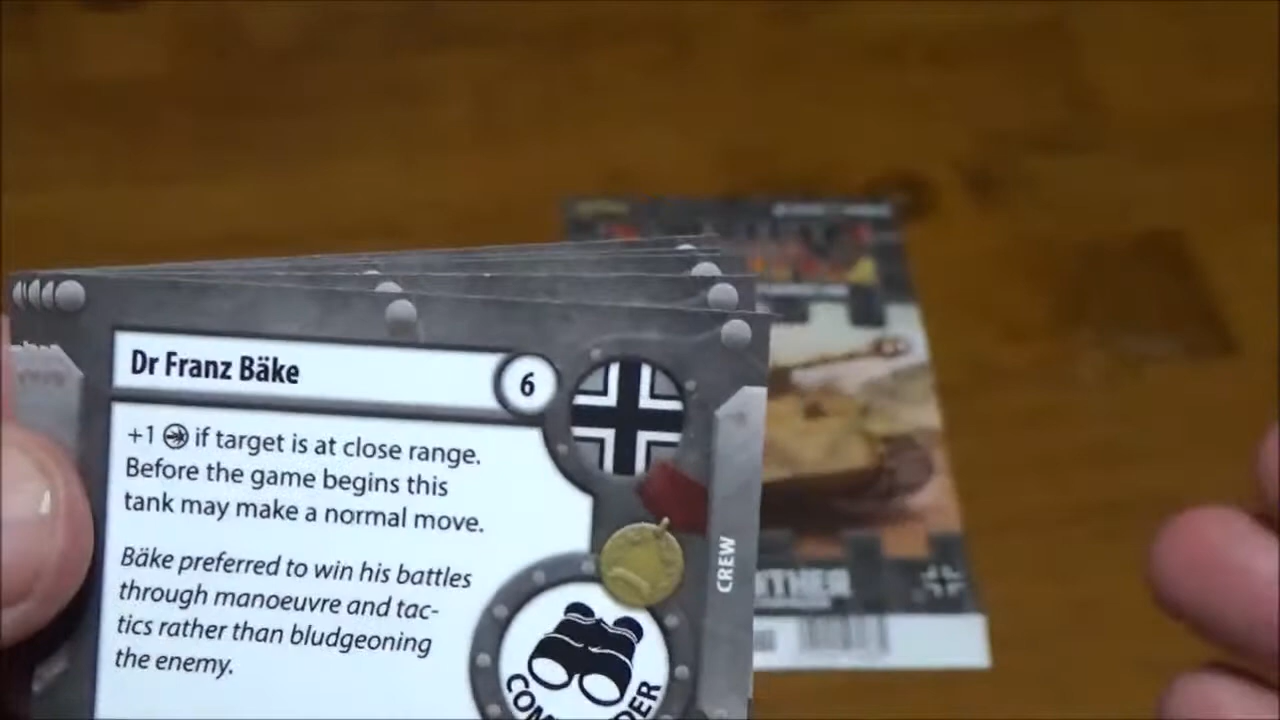 Dr Franz Bäke
6
+1 if target is at close range.
Before the game begins this
tank may make a normal move.
Bäke preferred to win his battles
through manoeuvre and tac-
tics rather than bludgeoning
the enemy.
CREW